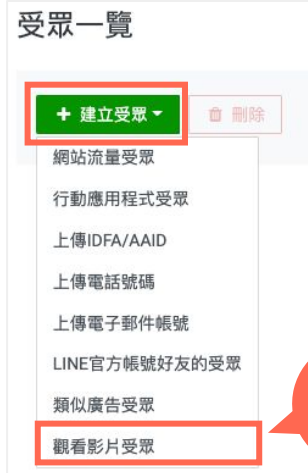 受眾一覽
+ 建立受眾
刪除
網站流量受眾
行動應用程式受眾
上傳IDFA/AAID
上傳電話號碼
上傳電子郵件帳號
LINE官方帳號好友的受眾
類似廣告受眾
觀看影片受眾